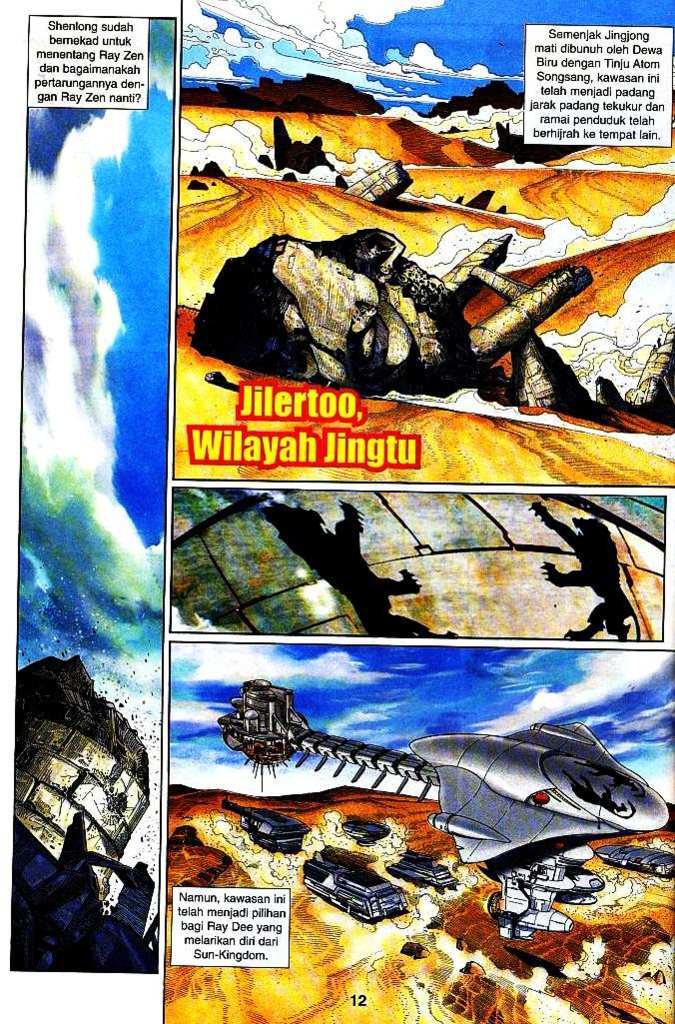 Shenlong sudah
bernekad untuk
menentang Ray Zen
dan bagaimanakah
pertarungannya den-
gan Ray Zen nanti?
Semenjak Jingjong
mati dibunuh oleh Dewa
Biru dengan Tinju Atom
Songsang, kawasan ini
telah menjadi padang
jarak padang tekukur dan
ramai penduduk telah
berhijrah ke tempat lain.
Jilertoo,
Wilayah Jingtu
Namun, kawasan ini
telah menjadi pilihan
bagi Ray Dee yang
melarikan diri dari
Sun-Kingdom.
12